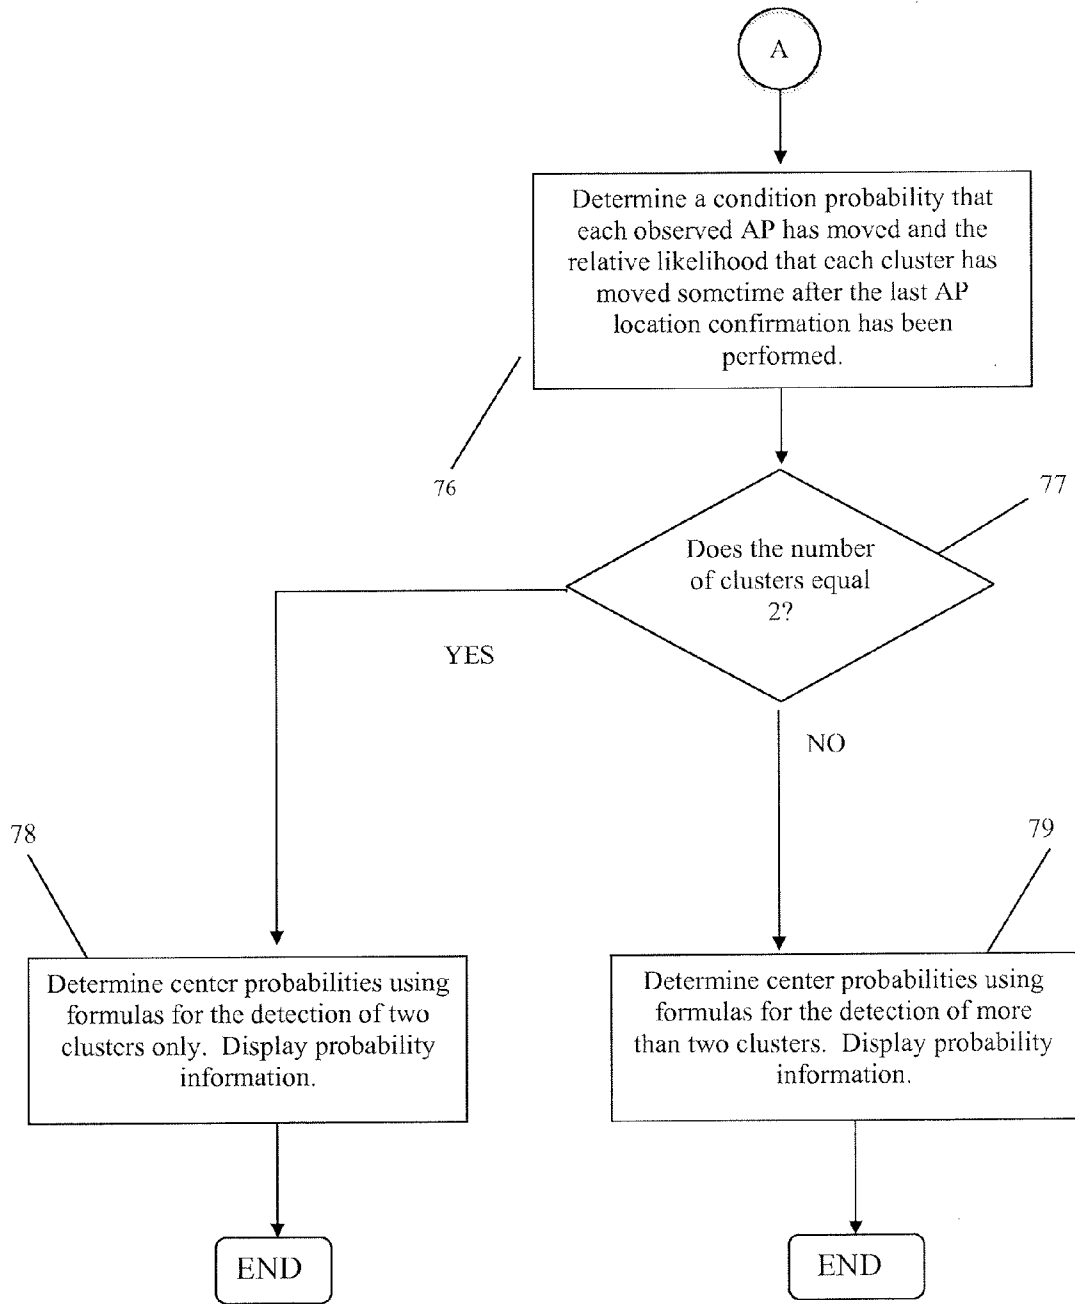 A
Determine a condition probability that
each observed AP has moved and the
relative likelihood that each cluster has
moved sometime after the last AP
location confirmation has been
performed.
76
77
Does the number
of clusters equal
2?
YES
NO
78
79
Determine center probabilities using
formulas for the detection of two
clusters only. Display probability
information.
Determine center probabilities using
formulas for the detection of more
than two clusters. Display probability
information.
END
END